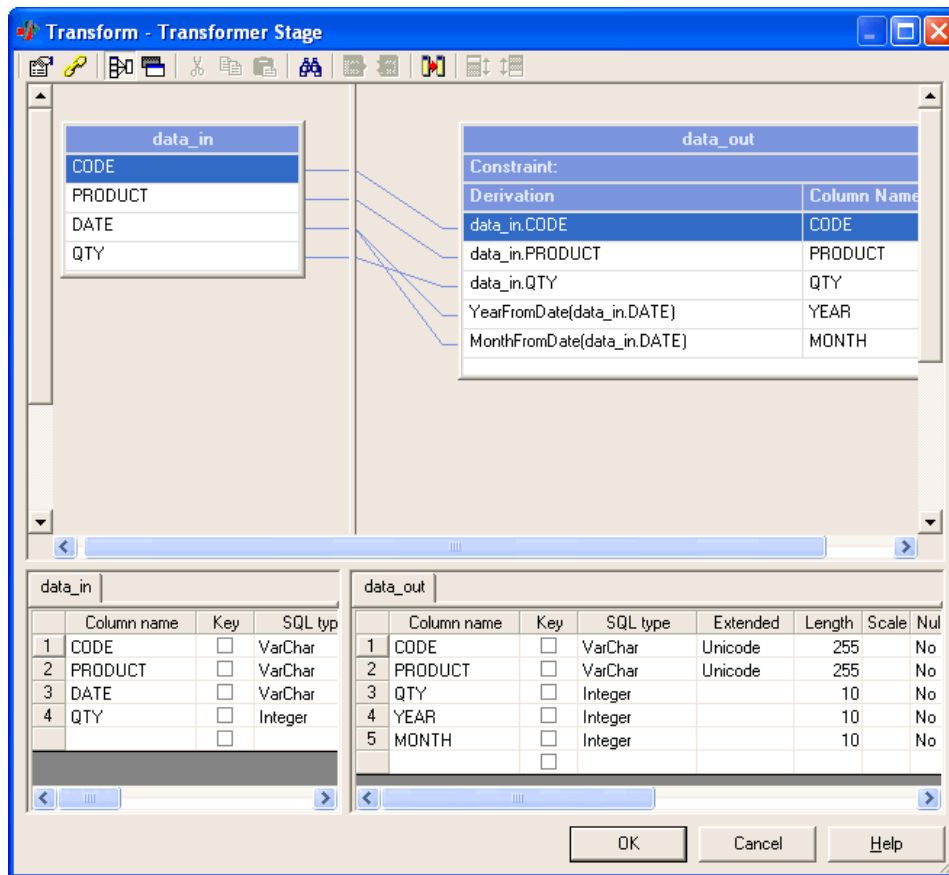 Transform - Transformer Stage
data_in
CODE
PRODUCT
DATE
QTY
data_out
Constraint:
Derivation Column Name
data_in.CODE CODE
data_in.PRODUCT PRODUCT
data_in.QTY QTY
YearFromDate(data_in.DATE) YEAR
MonthFromDate(data_in.DATE) MONTH
data_in
Column name Key SQL typ
1 CODE VarChar
2 PRODUCT VarChar
3 DATE VarChar
4 QTY Integer
data_out
Column name Key SQL type Extended Length Scale Nul
1 CODE VarChar Unicode 255 No
2 PRODUCT VarChar Unicode 255 No
3 QTY Integer 10 No
4 YEAR Integer 10 No
5 MONTH Integer 10 No
OK Cancel Help